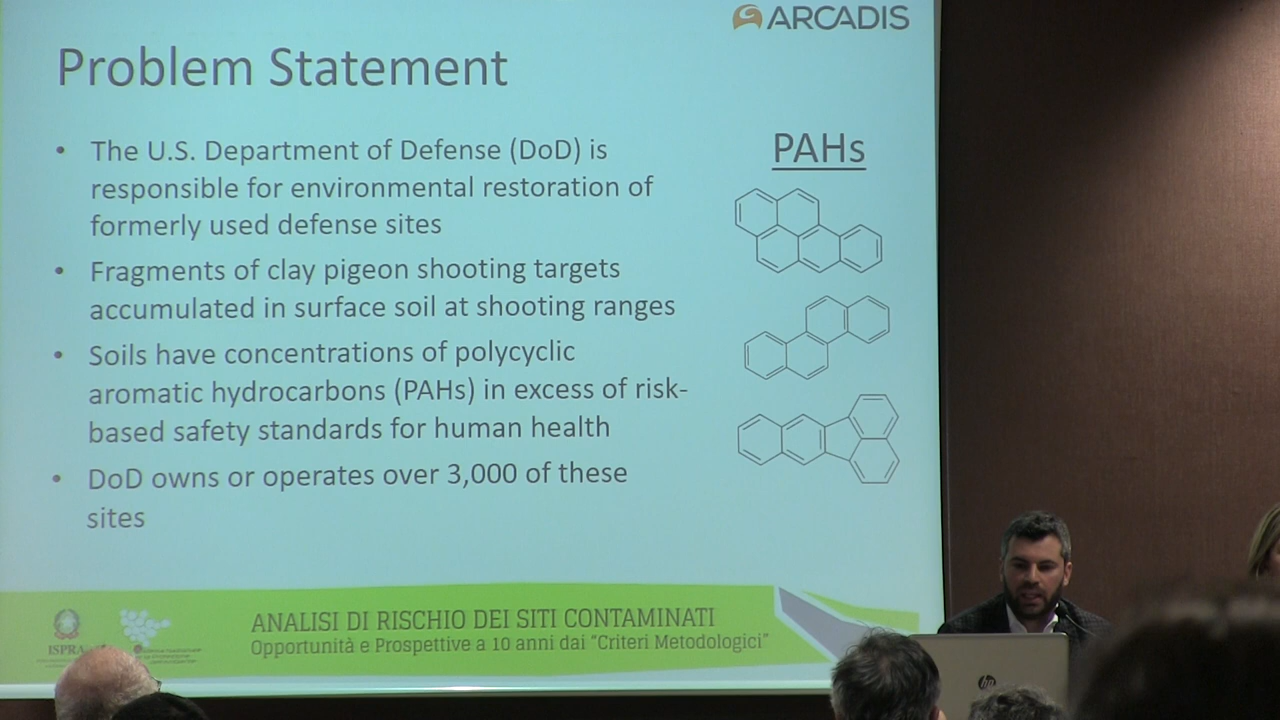 ARCADIS
Problem Statement
• The U.S. Department of Defense (DoD) is
responsible for environmental restoration of
formerly used defense sites
• Fragments of clay pigeon shooting targets
accumulated in surface soil at shooting ranges
• Soils have concentrations of polycyclic
aromatic hydrocarbons (PAHs) in excess of risk-
based safety standards for human health
• DoD owns or operates over 3,000 of these
sites
PAHs
ISPRA
ANALISI DI RISCHIO DEI SITI CONTAMINATI
Opportunità e Prospettive a 10 anni dai “Criteri Metodologici”
hp